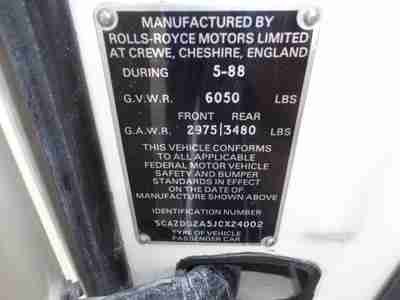 MANUFACTURED BY
ROLLS-ROYCE MOTORS LIMITED
AT CREWE, CHESHIRE, ENGLAND
DURING 5-88
G.V.W.R. 6050 LBS
FRONT REAR
G.A.W.R. 2975|3480 LBS
THIS VEHICLE CONFORMS
TO ALL APPLICABLE
FEDERAL MOTOR VEHICLE
SAFETY AND BUMPER
STANDARDS IN EFFECT
ON THE DATE OF
MANUFACTURE SHOWN ABOVE
IDENTIFICATION NUMBER
SCAZD02A5JCX24002
TYPE OF VEHICLE
PASSENGER CAR